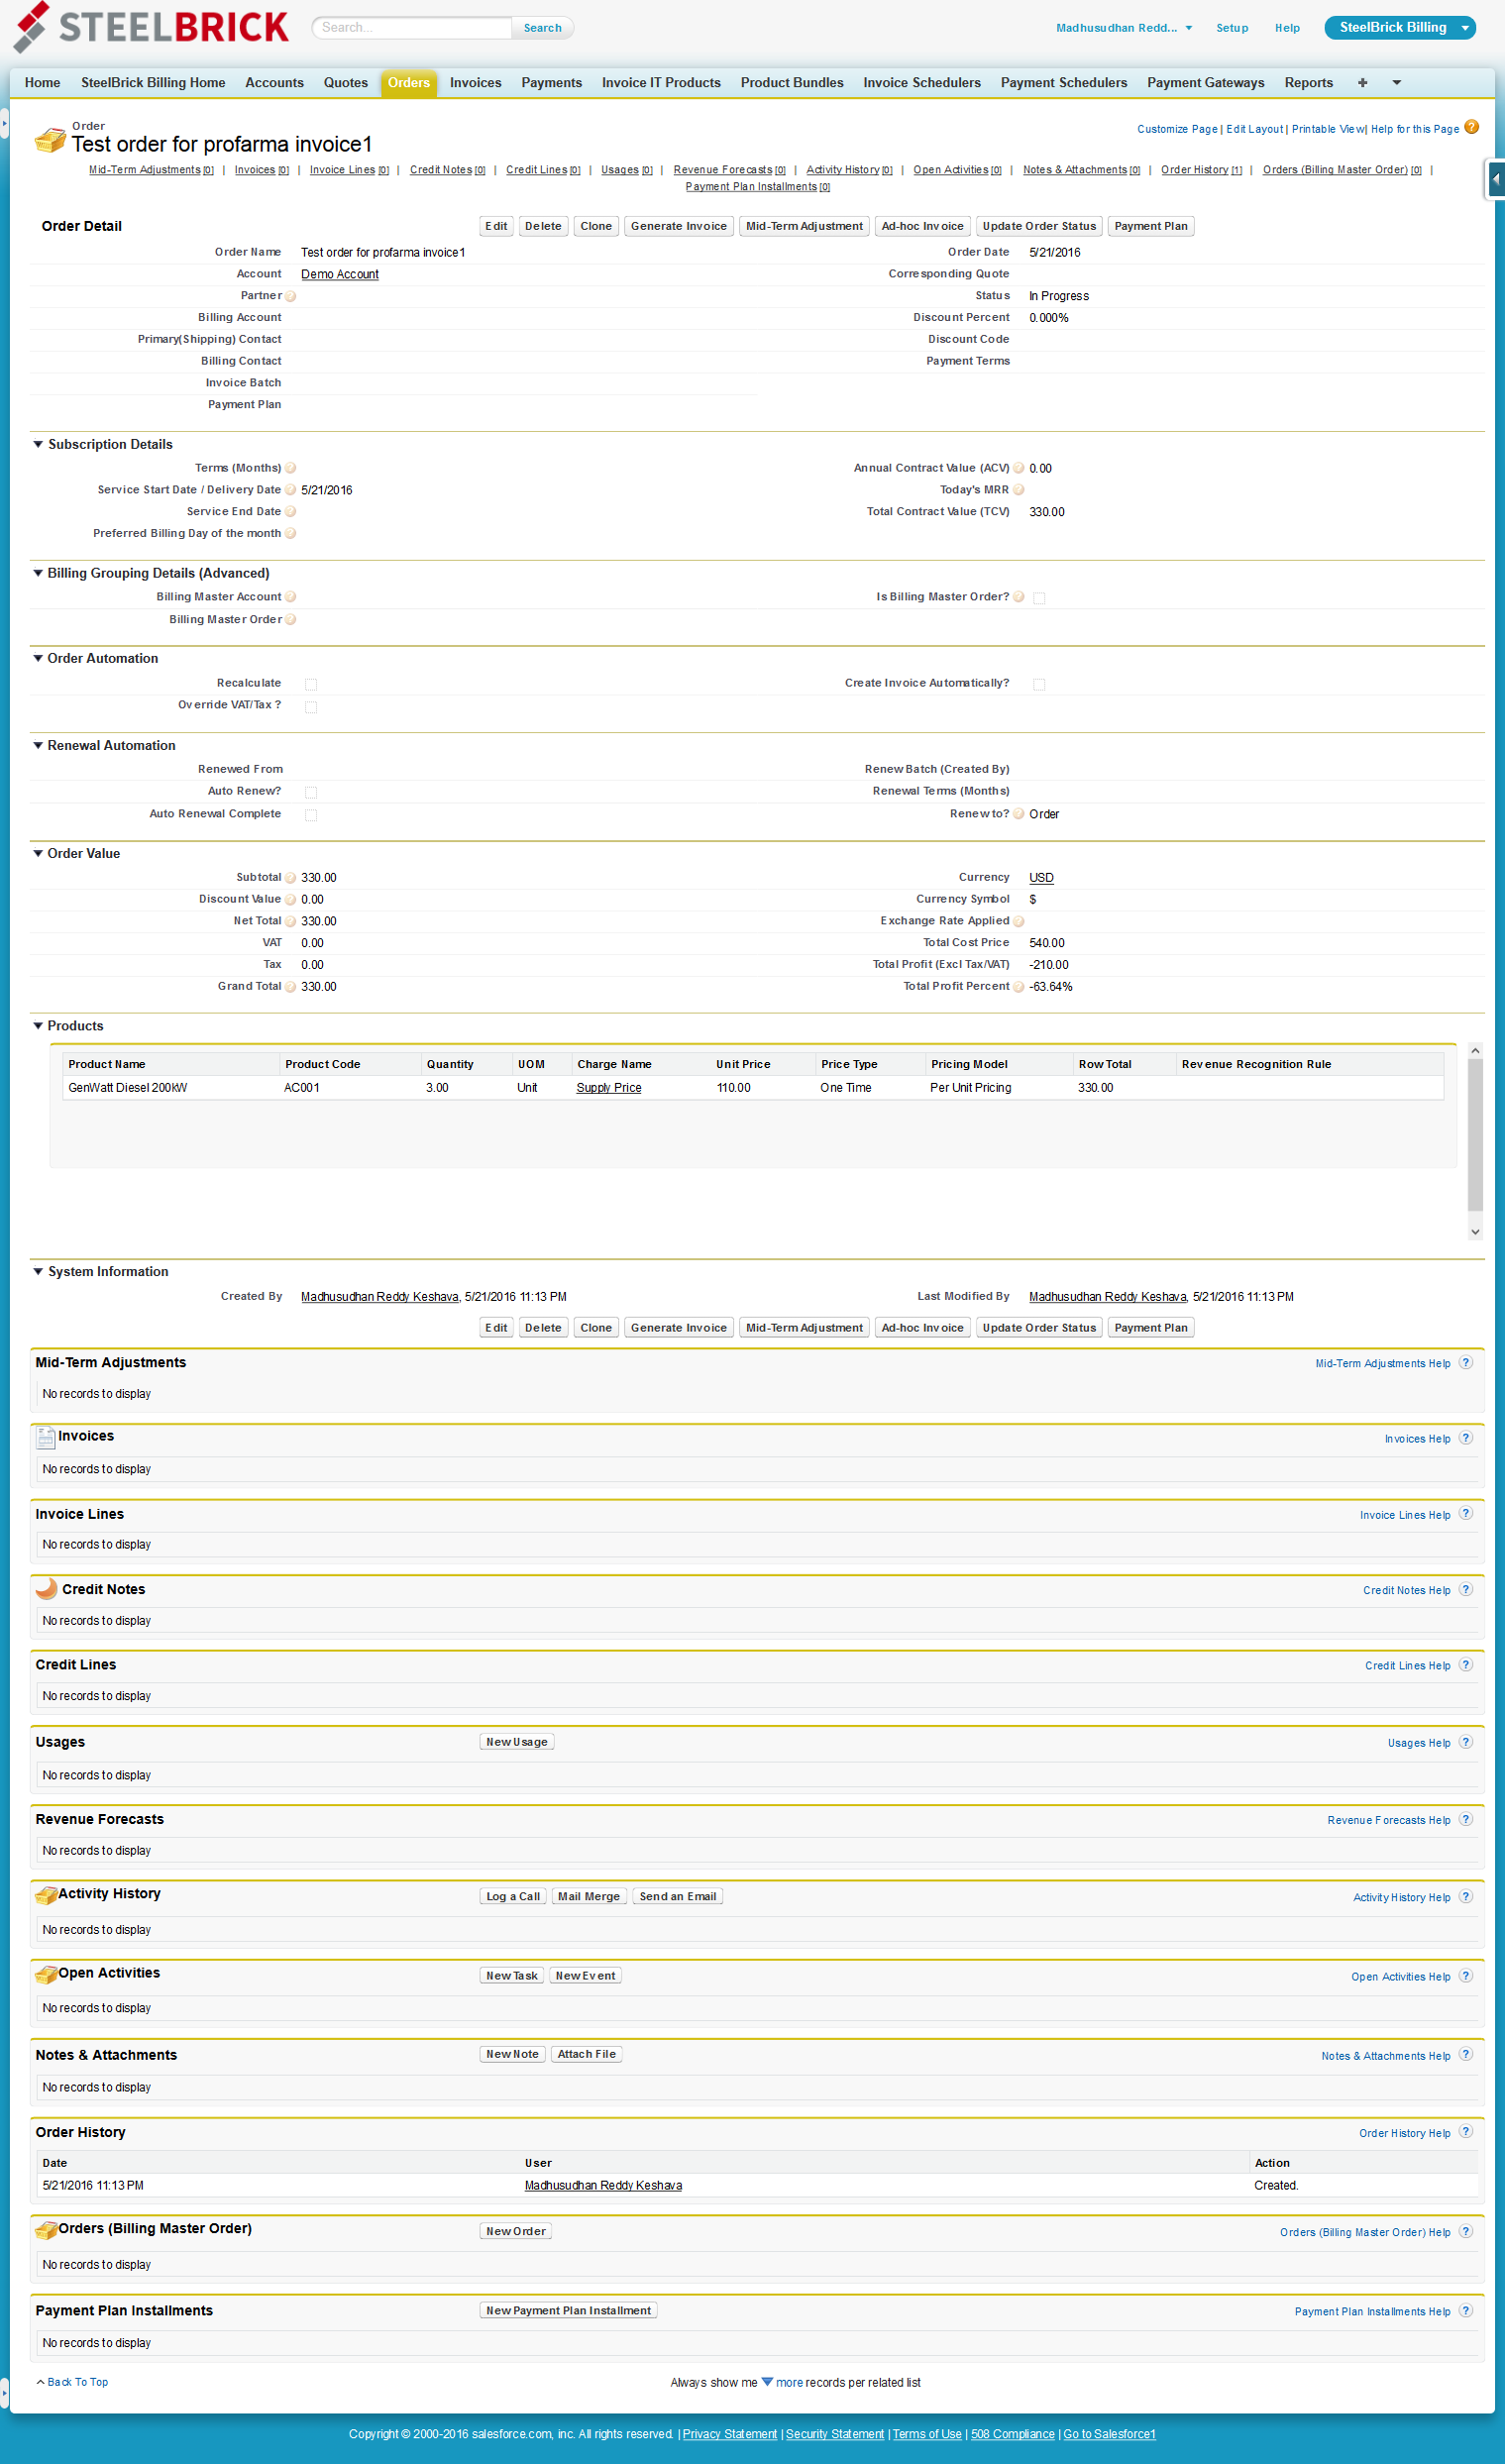 STEELBRICK
Search... Search
Madhusudhan Redd... Setup Help SteelBrick Billing
Home SteelBrick Billing Home Accounts Quotes Orders Invoices Payments Invoice IT Products Product Bundles Invoice Schedulers Payment Schedulers Payment Gateways Reports +
Order
Test order for profarma invoice1
Customize Page | Edit Layout | Printable View | Help for this Page ?
Mid-Term Adjustments [0] | Invoices [0] | Invoice Lines [0] | Credit Notes [0] | Credit Lines [0] | Usages [0] | Revenue Forecasts [0] | Activity History [0] | Open Activities [0] | Notes & Attachments [0] | Order History [1] | Orders (Billing Master Order) [0] |
Payment Plan Installments [0]
Order Detail Edit Delete Clone Generate Invoice Mid-Term Adjustment Ad-hoc Invoice Update Order Status Payment Plan
Order Name Test order for profarma invoice1 Order Date 5/21/2016
Account Demo Account Corresponding Quote
Partner ? Status In Progress
Billing Account Discount Percent 0.000%
Primary(Shipping) Contact Discount Code
Billing Contact Payment Terms
Invoice Batch
Payment Plan
Subscription Details
Terms (Months) ? Annual Contract Value (ACV) ? 0.00
Service Start Date / Delivery Date ? 5/21/2016 Today's MRR ?
Service End Date ? Total Contract Value (TCV) 330.00
Preferred Billing Day of the month ?
Billing Grouping Details (Advanced)
Billing Master Account ? Is Billing Master Order? ?
Billing Master Order ?
Order Automation
Recalculate Create Invoice Automatically?
Override VAT/Tax ?
Renewal Automation
Renewed From Renew Batch (Created By)
Auto Renew? Renewal Terms (Months)
Auto Renewal Complete Renew to? ? Order
Order Value
Subtotal ? 330.00 Currency USD
Discount Value ? 0.00 Currency Symbol $
Net Total ? 330.00 Exchange Rate Applied ?
VAT 0.00 Total Cost Price 540.00
Tax 0.00 Total Profit (Excl Tax/VAT) -210.00
Grand Total ? 330.00 Total Profit Percent ? -63.64%
Products
Product Name Product Code Quantity UOM Charge Name Unit Price Price Type Pricing Model Row Total Revenue Recognition Rule
GenWatt Diesel 200kW AC001 3.00 Unit Supply Price 110.00 One Time Per Unit Pricing 330.00
System Information
Created By Madhusudhan Reddy Keshava, 5/21/2016 11:13 PM Last Modified By Madhusudhan Reddy Keshava, 5/21/2016 11:13 PM
Edit Delete Clone Generate Invoice Mid-Term Adjustment Ad-hoc Invoice Update Order Status Payment Plan
Mid-Term Adjustments Mid-Term Adjustments Help ?
No records to display
Invoices Invoices Help ?
No records to display
Invoice Lines Invoice Lines Help ?
No records to display
Credit Notes Credit Notes Help ?
No records to display
Credit Lines Credit Lines Help ?
No records to display
Usages New Usage Usages Help ?
No records to display
Revenue Forecasts Revenue Forecasts Help ?
No records to display
Activity History Log a Call Mail Merge Send an Email Activity History Help ?
No records to display
Open Activities New Task New Event Open Activities Help ?
No records to display
Notes & Attachments New Note Attach File Notes & Attachments Help ?
No records to display
Order History Order History Help ?
Date User Action
5/21/2016 11:13 PM Madhusudhan Reddy Keshava Created.
Orders (Billing Master Order) New Order Orders (Billing Master Order) Help ?
No records to display
Payment Plan Installments New Payment Plan Installment Payment Plan Installments Help ?
No records to display
Back To Top Always show me more records per related list
Copyright © 2000-2016 salesforce.com, inc. All rights reserved. | Privacy Statement | Security Statement | Terms of Use | 508 Compliance | Go to Salesforce1